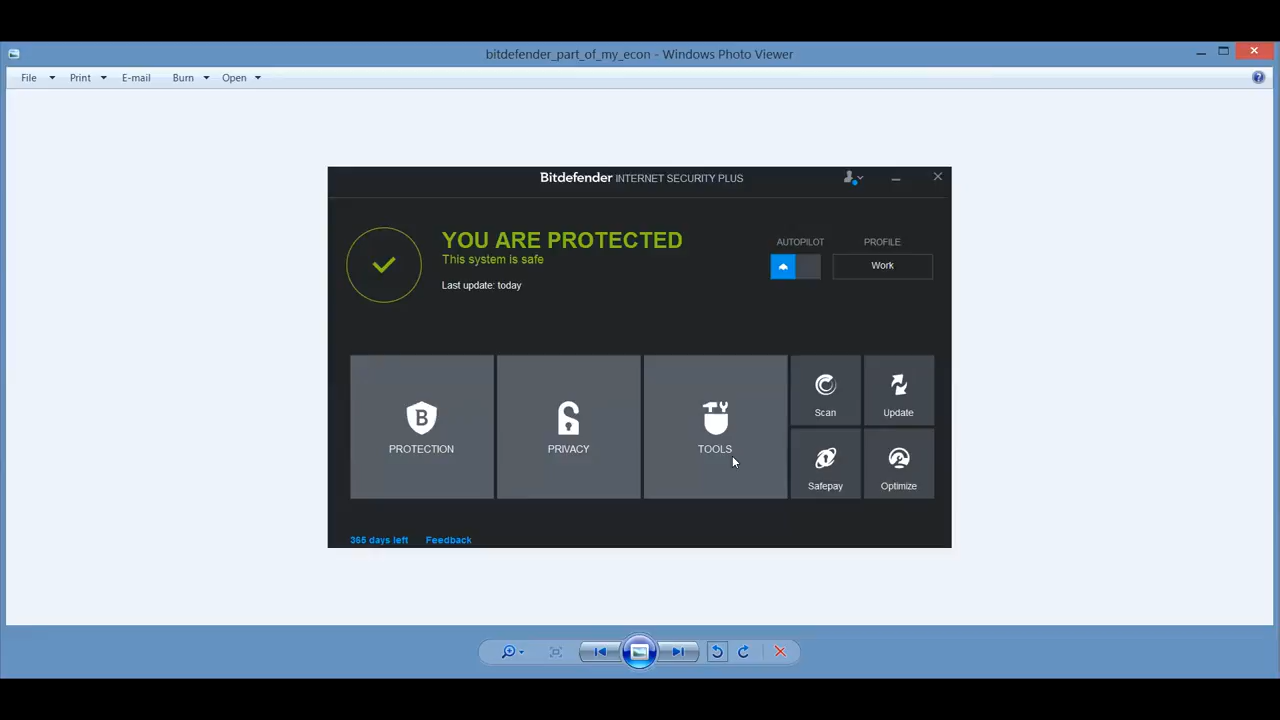 bitdefender_part_of_my_econ - Windows Photo Viewer
File Print E-mail Burn Open
Bitdefender INTERNET SECURITY PLUS
YOU ARE PROTECTED
This system is safe
Last update: today
AUTOPILOT PROFILE
Work
PROTECTION PRIVACY TOOLS
Scan Update
Safepay Optimize
365 days left Feedback